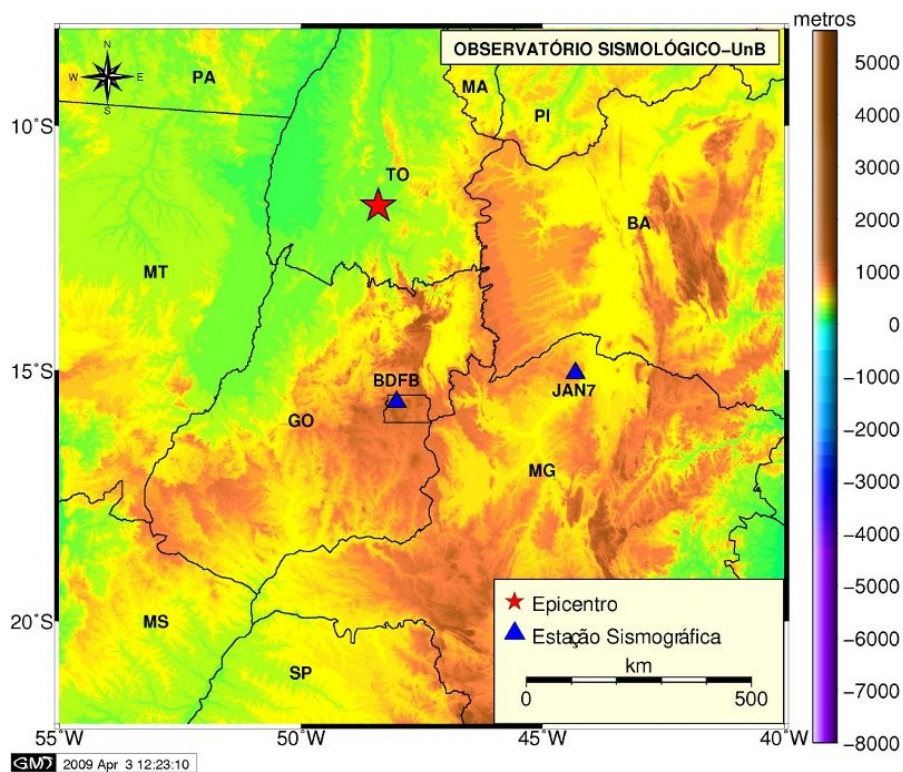 metros
OBSERVATÓRIO SISMOLÓGICO–UnB
N
W E
S
PA
MA
PI
10°S
TO
BA
MT
15°S
BDFB
JAN7
GO
MG
20°S
MS
SP
Epicentro
Estação Sismográfica
km
0 500
55°W 50°W 45°W 40°W
5000
4000
3000
2000
1000
0
−1000
−2000
−3000
−4000
−5000
−6000
−7000
−8000
GMT 2009 Apr 3 12:23:10